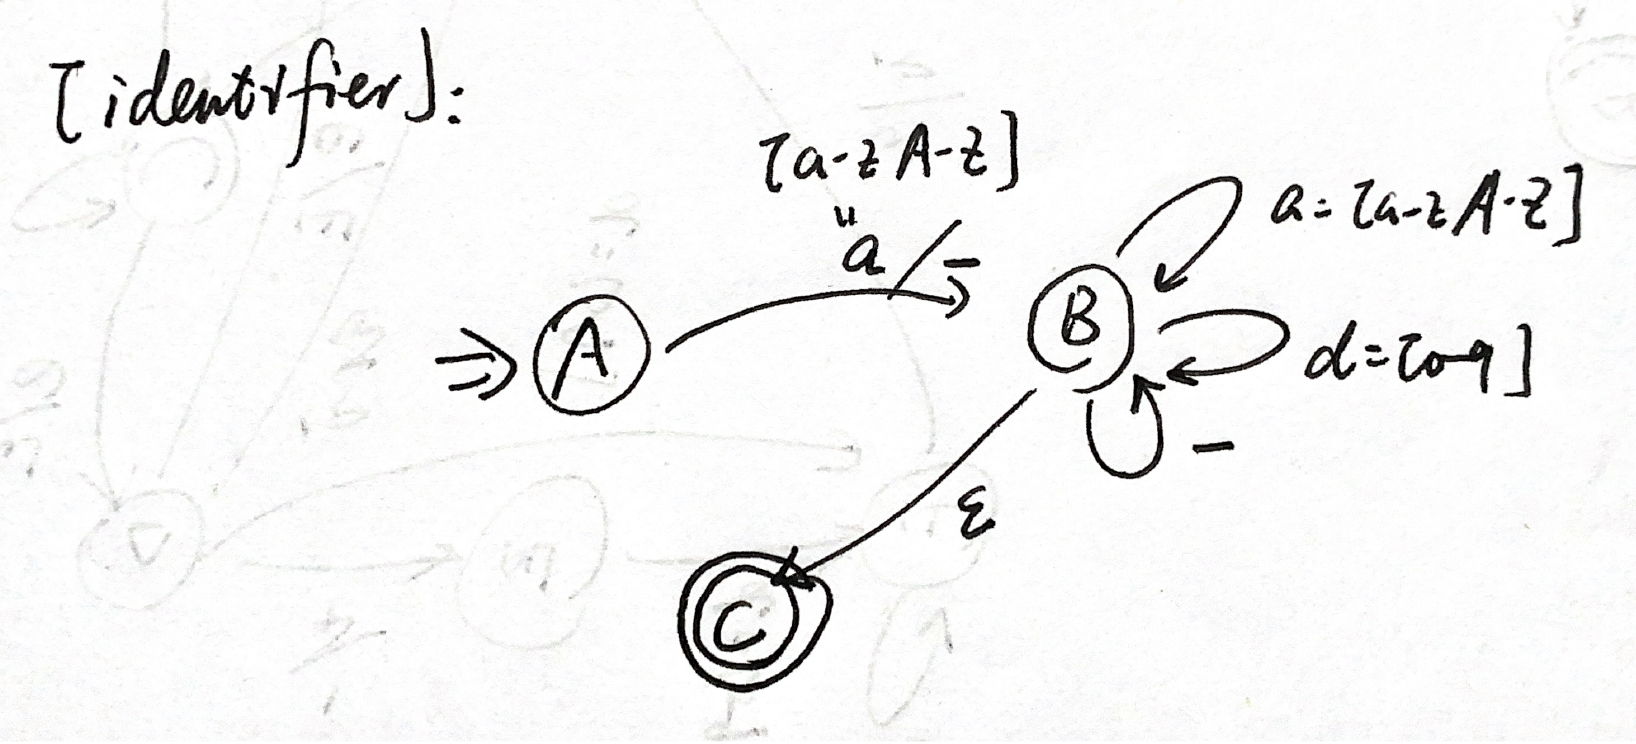 [identifier]:
[a-z A-Z]
"
a / _
a = [a-z A-Z]
A
B
d = [0-9]
_
ε
C